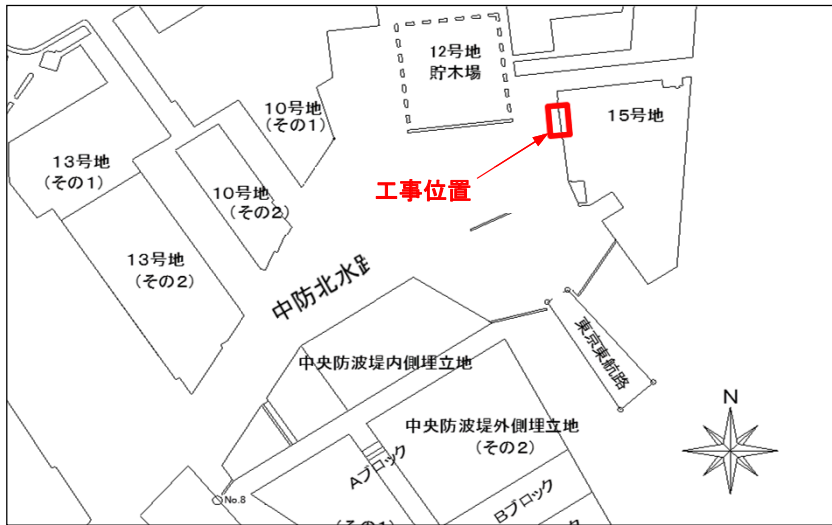 12号地
貯木場
10号地
(その1)
15号地
13号地
(その1)
工事位置
10号地
(その2)
13号地
(その2)
中防北水
東京東航路
中央防波堤内側埋立地
N
中央防波堤外側埋立地
(その2)
Aブロック
Bブロック
No.8